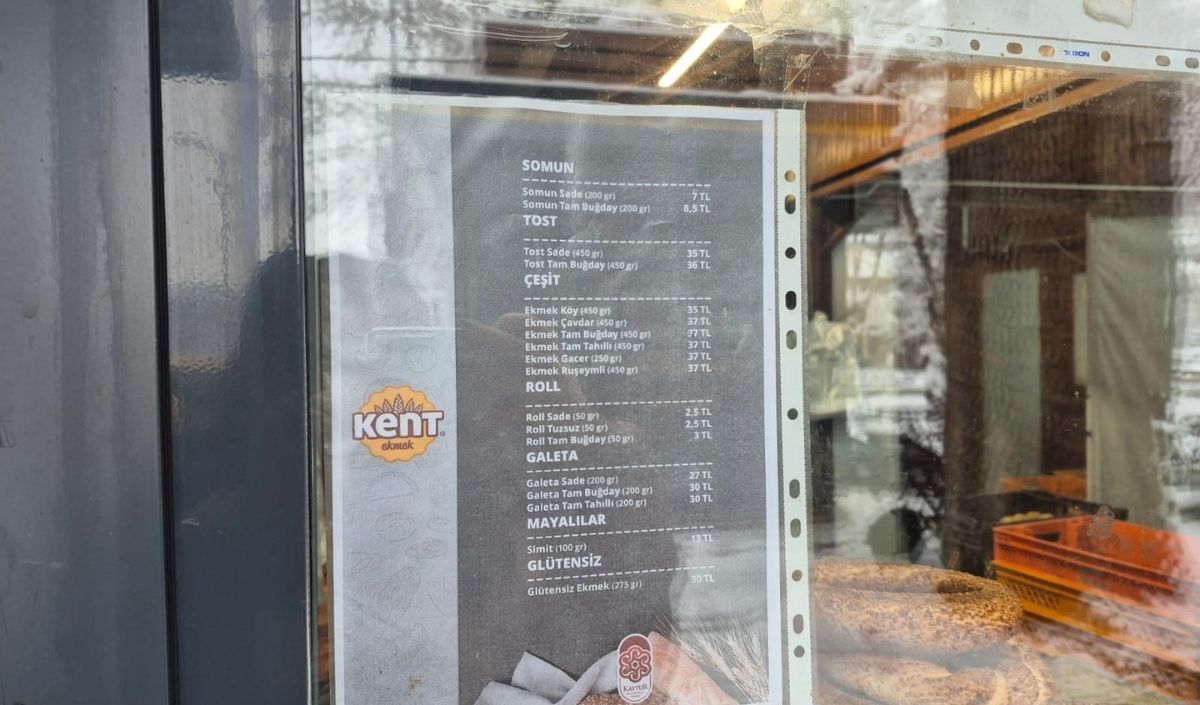 SOMUN
Somun Sade (200 gr) 7 TL
Somun Tam Buğday (200 gr) 8,5 TL
TOST
Tost Sade (450 gr) 35 TL
Tost Tam Buğday (450 gr) 36 TL
ÇEŞİT
Ekmek Köy (450 gr) 35 TL
Ekmek Çavdar (450 gr) 37 TL
Ekmek Tam Buğday (450 gr) 37 TL
Ekmek Tam Tahıllı (450 gr) 37 TL
Ekmek Gacer (250 gr) 37 TL
Ekmek Ruşeymli (450 gr) 37 TL
ROLL
Roll Sade (50 gr) 2,5 TL
Roll Tuzsuz (50 gr) 2,5 TL
Roll Tam Buğday (50 gr) 3 TL
GALETA
Galeta Sade (200 gr) 27 TL
Galeta Tam Buğday (200 gr) 30 TL
Galeta Tam Tahıllı (200 gr) 30 TL
MAYALILAR
Simit (100 gr) 13 TL
GLÜTENSİZ
Glütensiz Ekmek (275 gr) 30 TL
KENT
ekmek
KAYTUR